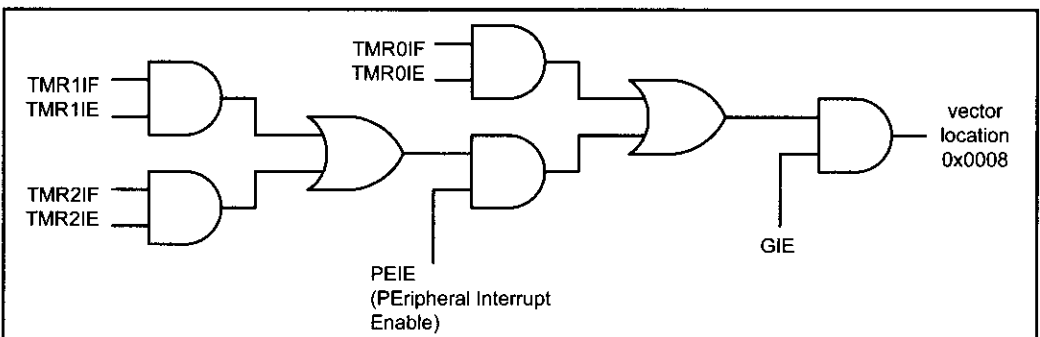 TMR0IF
TMR0IE
TMR1IF
TMR1IE
vector
location
0x0008
TMR2IF
TMR2IE
GIE
PEIE
(PEripheral Interrupt
Enable)